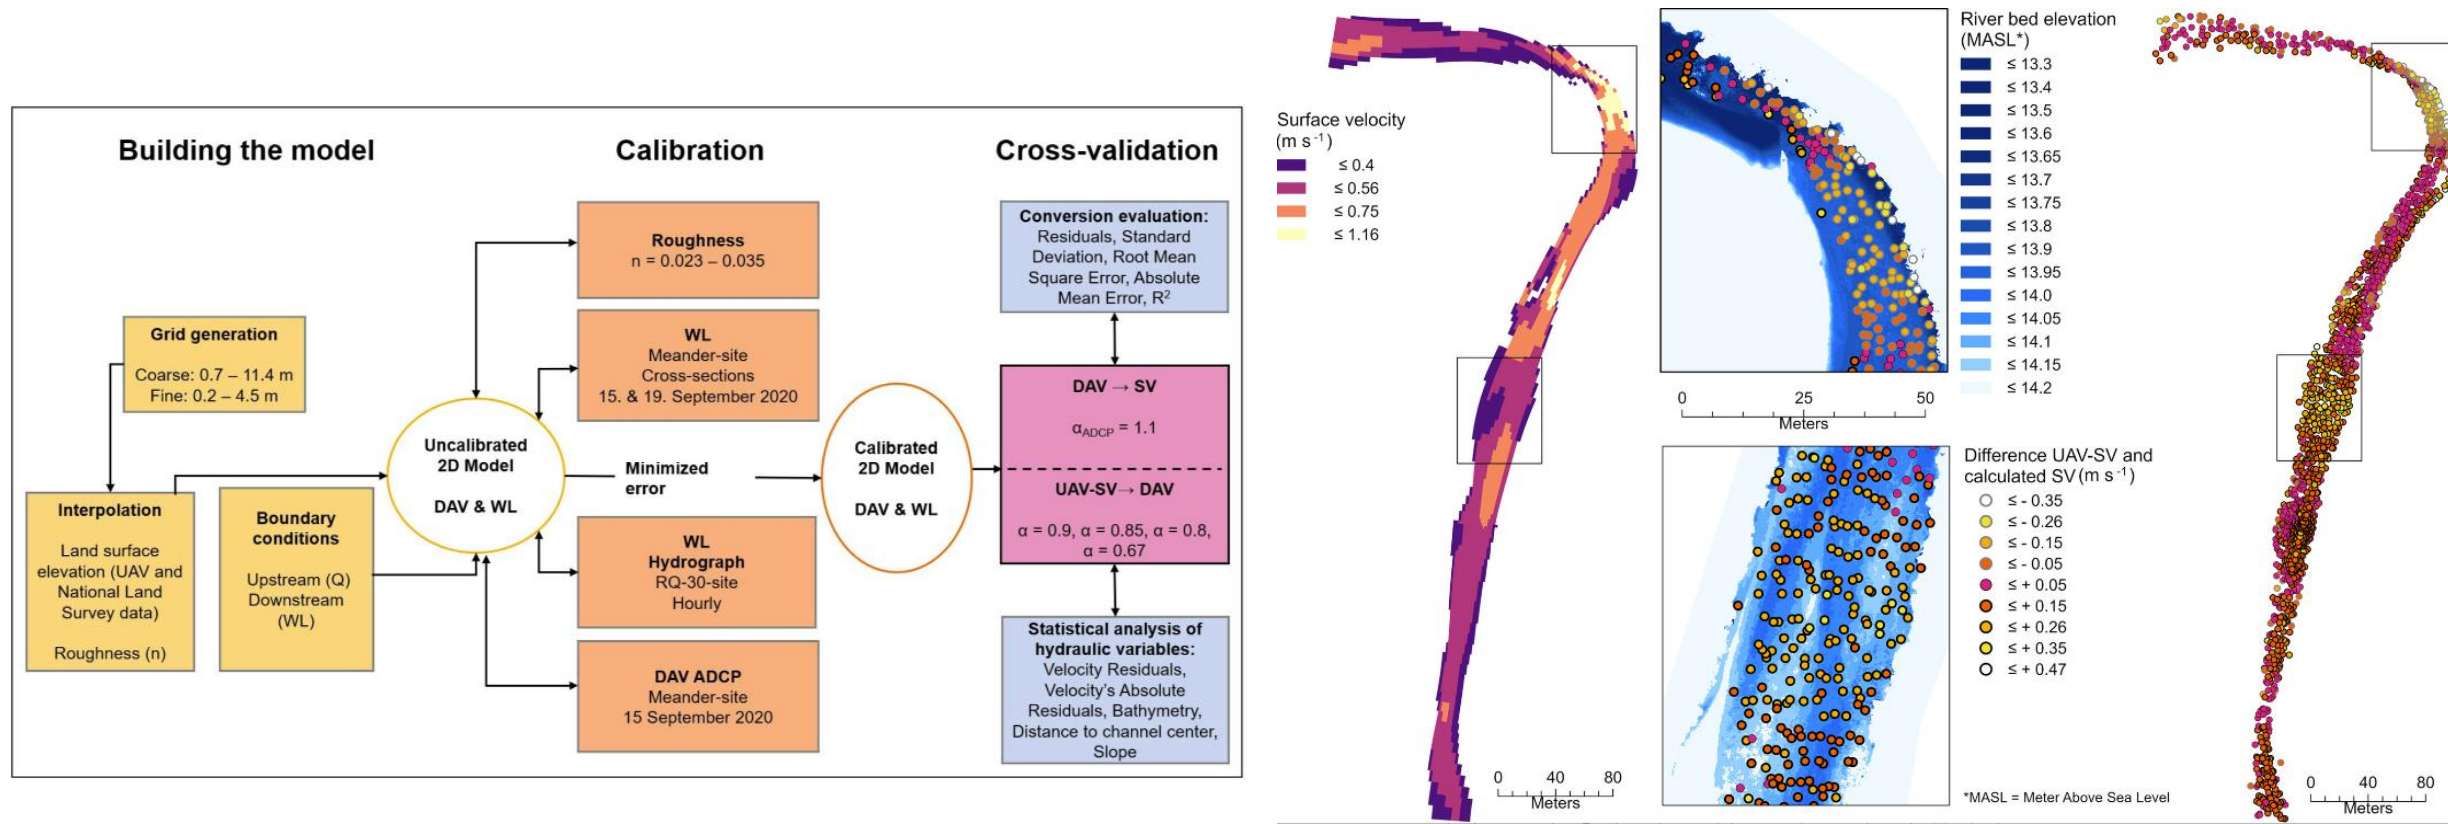 Building the model
Calibration
Cross-validation
Grid generation
Coarse: 0.7 – 11.4 m
Fine: 0.2 – 4.5 m
Interpolation
Land surface
elevation (UAV and
National Land
Survey data)
Roughness (n)
Boundary
conditions
Upstream (Q)
Downstream
(WL)
Uncalibrated
2D Model
DAV & WL
Roughness
n = 0.023 – 0.035
WL
Meander-site
Cross-sections
15. & 19. September 2020
Minimized
error
WL
Hydrograph
RQ-30-site
Hourly
DAV ADCP
Meander-site
15 September 2020
Calibrated
2D Model
DAV & WL
Conversion evaluation:
Residuals, Standard
Deviation, Root Mean
Square Error, Absolute
Mean Error, R²
DAV → SV
α_ADCP = 1.1
UAV-SV→ DAV
α = 0.9, α = 0.85, α = 0.8,
α = 0.67
Statistical analysis of
hydraulic variables:
Velocity Residuals,
Velocity's Absolute
Residuals, Bathymetry,
Distance to channel center,
Slope
Surface velocity
(m s⁻¹)
≤ 0.4
≤ 0.56
≤ 0.75
≤ 1.16
0 40 80
Meters
0 25 50
Meters
River bed elevation
(MASL*)
≤ 13.3
≤ 13.4
≤ 13.5
≤ 13.6
≤ 13.65
≤ 13.7
≤ 13.75
≤ 13.8
≤ 13.9
≤ 13.95
≤ 14.0
≤ 14.05
≤ 14.1
≤ 14.15
≤ 14.2
Difference UAV-SV and
calculated SV (m s⁻¹)
≤ - 0.35
≤ - 0.26
≤ - 0.15
≤ - 0.05
≤ + 0.05
≤ + 0.15
≤ + 0.26
≤ + 0.35
≤ + 0.47
*MASL = Meter Above Sea Level
0 40 80
Meters